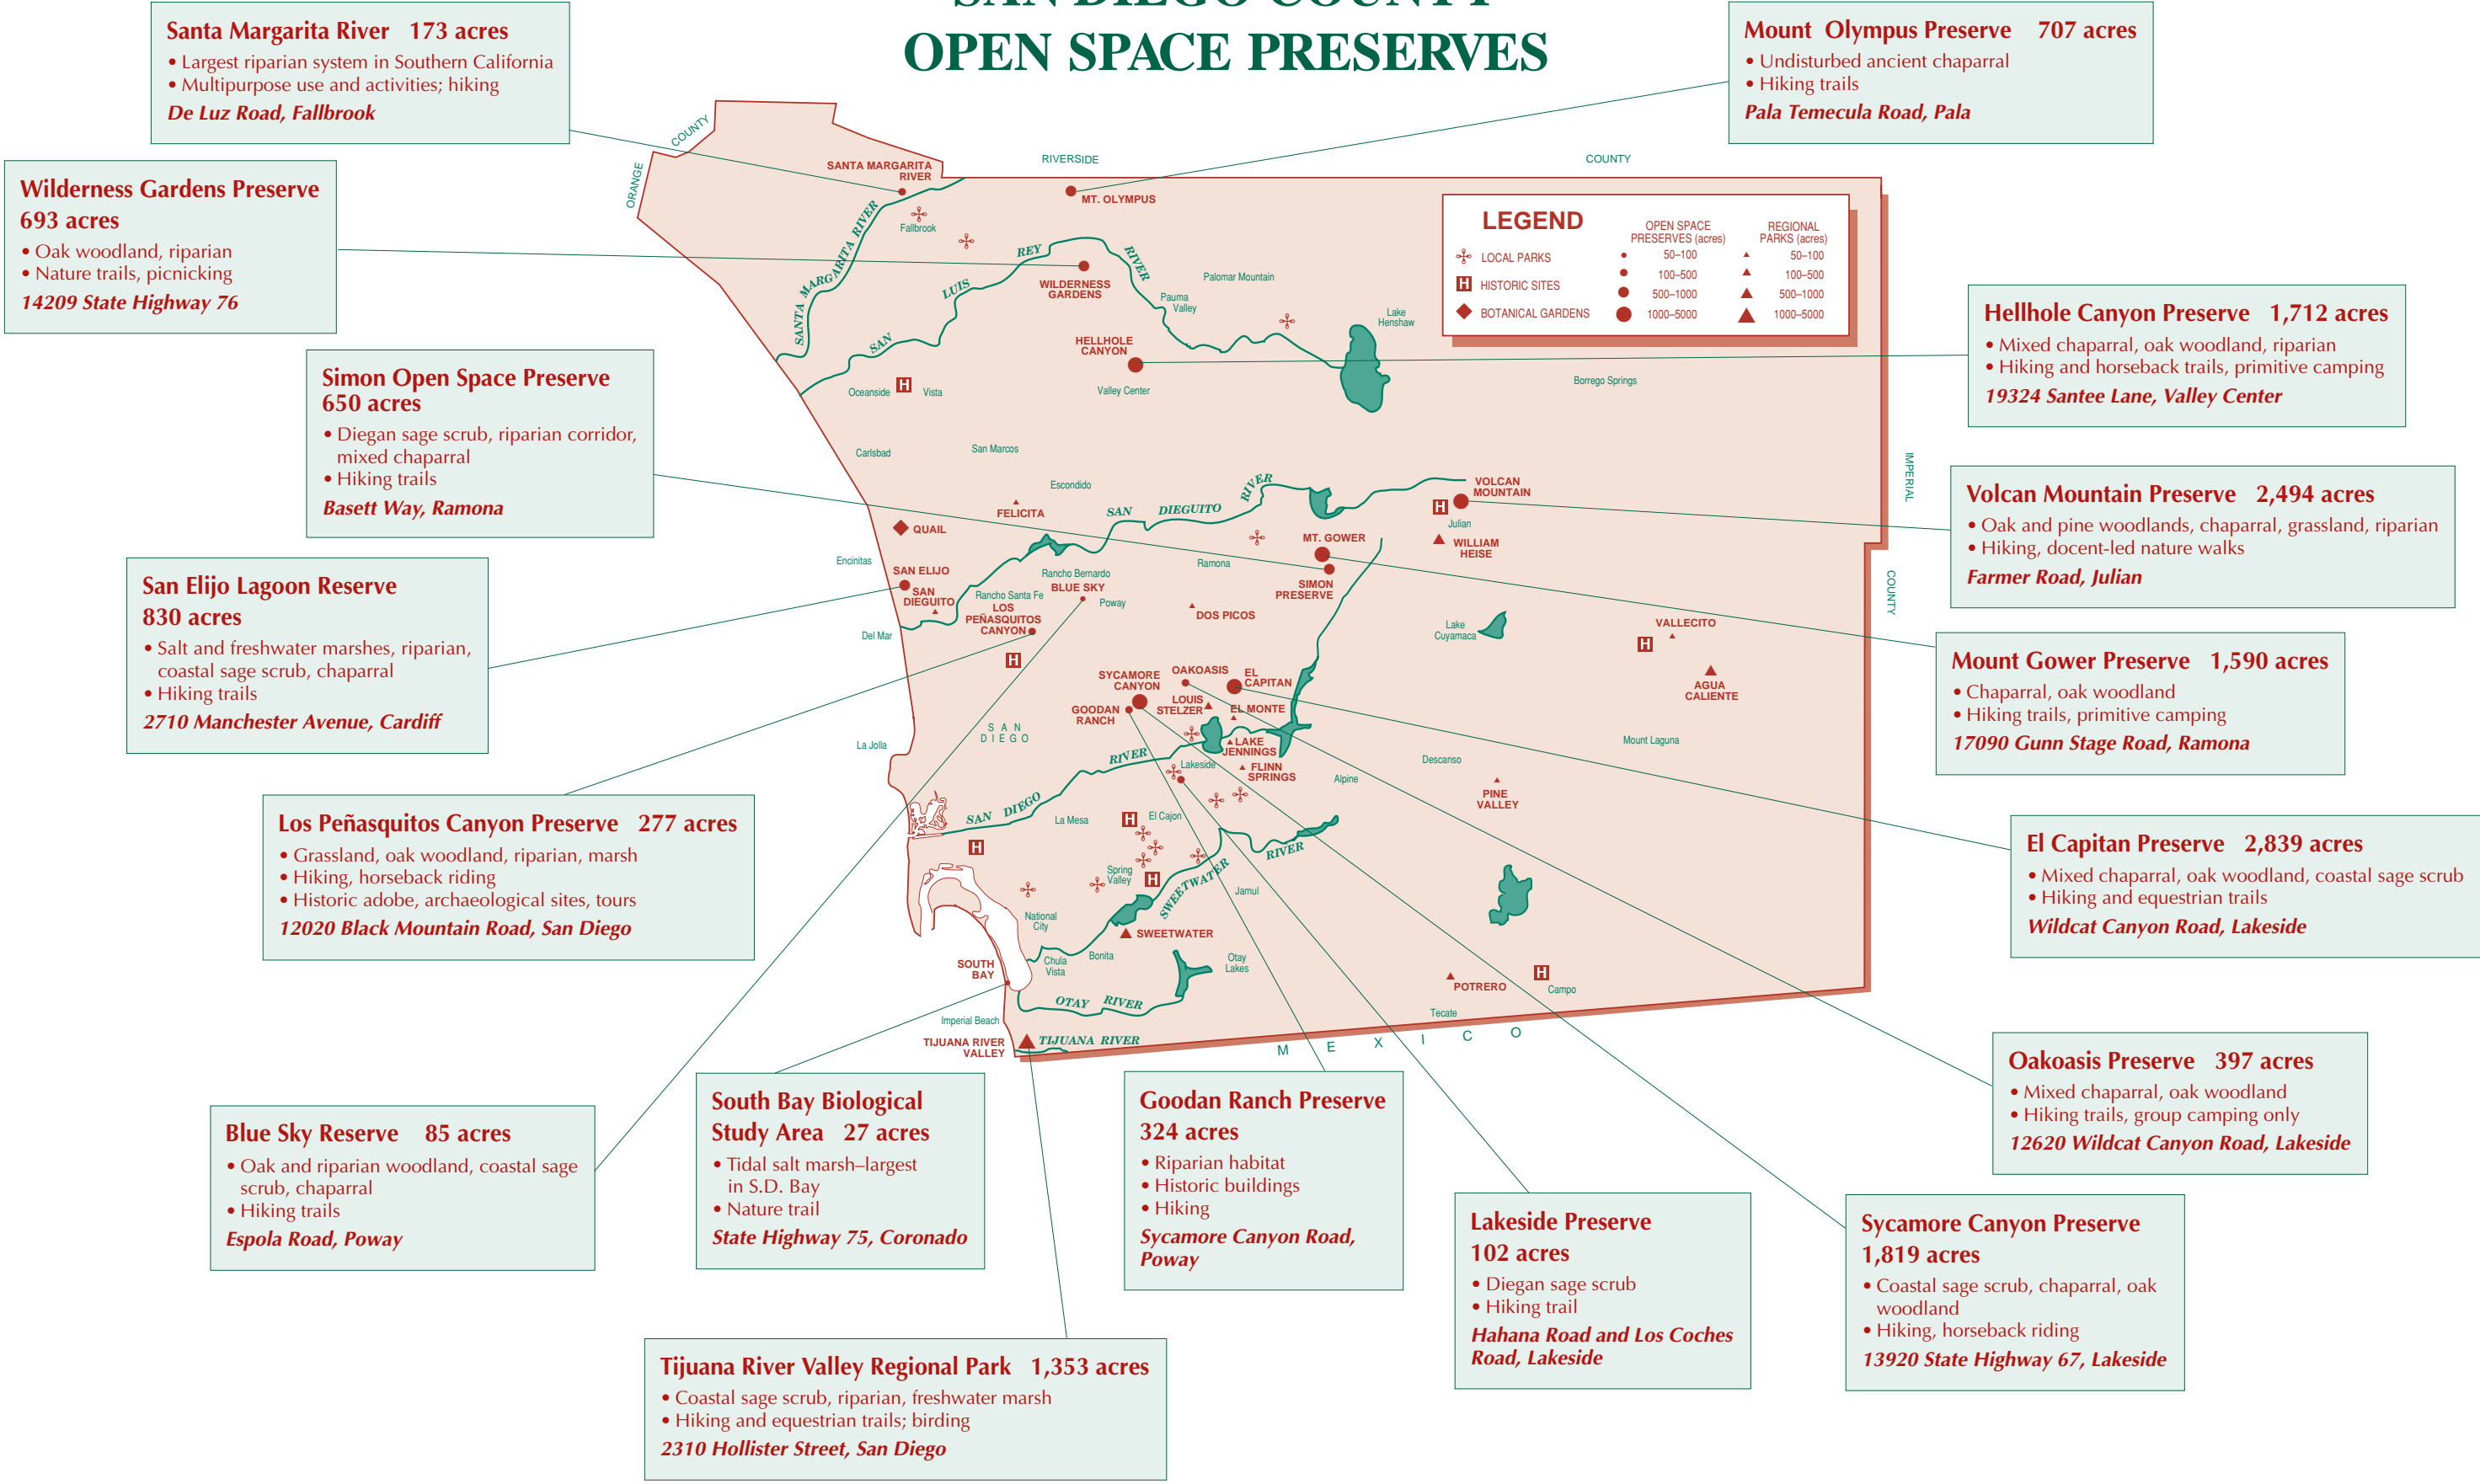 SAN DIEGO COUNTY
OPEN SPACE PRESERVES
Santa Margarita River 173 acres
• Largest riparian system in Southern California
• Multipurpose use and activities; hiking
De Luz Road, Fallbrook
Mount Olympus Preserve 707 acres
• Undisturbed ancient chaparral
• Hiking trails
Pala Temecula Road, Pala
Wilderness Gardens Preserve
693 acres
• Oak woodland, riparian
• Nature trails, picnicking
14209 State Highway 76
Simon Open Space Preserve
650 acres
• Diegan sage scrub, riparian corridor,
mixed chaparral
• Hiking trails
Basett Way, Ramona
San Elijo Lagoon Reserve
830 acres
• Salt and freshwater marshes, riparian,
coastal sage scrub, chaparral
• Hiking trails
2710 Manchester Avenue, Cardiff
Los Peñasquitos Canyon Preserve 277 acres
• Grassland, oak woodland, riparian, marsh
• Hiking, horseback riding
• Historic adobe, archaeological sites, tours
12020 Black Mountain Road, San Diego
Blue Sky Reserve 85 acres
• Oak and riparian woodland, coastal sage
scrub, chaparral
• Hiking trails
Espola Road, Poway
South Bay Biological
Study Area 27 acres
• Tidal salt marsh–largest
in S.D. Bay
• Nature trail
State Highway 75, Coronado
Tijuana River Valley Regional Park 1,353 acres
• Coastal sage scrub, riparian, freshwater marsh
• Hiking and equestrian trails; birding
2310 Hollister Street, San Diego
Goodan Ranch Preserve
324 acres
• Riparian habitat
• Historic buildings
• Hiking
Sycamore Canyon Road,
Poway
Lakeside Preserve
102 acres
• Diegan sage scrub
• Hiking trail
Hahana Road and Los Coches
Road, Lakeside
Sycamore Canyon Preserve
1,819 acres
• Coastal sage scrub, chaparral, oak
woodland
• Hiking, horseback riding
13920 State Highway 67, Lakeside
Oakoasis Preserve 397 acres
• Mixed chaparral, oak woodland
• Hiking trails, group camping only
12620 Wildcat Canyon Road, Lakeside
El Capitan Preserve 2,839 acres
• Mixed chaparral, oak woodland, coastal sage scrub
• Hiking and equestrian trails
Wildcat Canyon Road, Lakeside
Mount Gower Preserve 1,590 acres
• Chaparral, oak woodland
• Hiking trails, primitive camping
17090 Gunn Stage Road, Ramona
Volcan Mountain Preserve 2,494 acres
• Oak and pine woodlands, chaparral, grassland, riparian
• Hiking, docent-led nature walks
Farmer Road, Julian
Hellhole Canyon Preserve 1,712 acres
• Mixed chaparral, oak woodland, riparian
• Hiking and horseback trails, primitive camping
19324 Santee Lane, Valley Center
LEGEND
LOCAL PARKS
H HISTORIC SITES
BOTANICAL GARDENS
OPEN SPACE
PRESERVES (acres)
50–100
100–500
500–1000
1000–5000
REGIONAL
PARKS (acres)
50–100
100–500
500–1000
1000–5000
ORANGE
COUNTY
RIVERSIDE
COUNTY
IMPERIAL
COUNTY
M E X I C O
SANTA MARGARITA
RIVER
MT. OLYMPUS
Fallbrook
SANTA MARGARITA RIVER
SAN LUIS REY RIVER
WILDERNESS
GARDENS
Palomar Mountain
Pauma
Valley
Lake
Henshaw
HELLHOLE
CANYON
Valley Center
Borrego Springs
Oceanside
H
Vista
Carlsbad
San Marcos
Escondido
FELICITA
QUAIL
SAN DIEGUITO RIVER
VOLCAN
MOUNTAIN
H
Julian
WILLIAM
HEISE
MT. GOWER
SIMON
PRESERVE
Ramona
Encinitas
SAN ELIJO
SAN
DIEGUITO
Rancho Bernardo
BLUE SKY
Rancho Santa Fe
Poway
LOS
PEÑASQUITOS
CANYON
H
Del Mar
DOS PICOS
Lake
Cuyamaca
VALLECITO
H
AGUA
CALIENTE
SYCAMORE
CANYON
OAKOASIS
EL
CAPITAN
LOUIS
STELZER
EL MONTE
GOODAN
RANCH
LAKE
JENNINGS
FLINN
SPRINGS
Lakeside
SAN
DIEGO
La Jolla
SAN DIEGO RIVER
Alpine
Descanso
Mount Laguna
PINE
VALLEY
La Mesa
H
El Cajon
H
Spring
Valley
H
SWEETWATER RIVER
Jamul
National
City
SWEETWATER
Chula
Vista
Bonita
Otay
Lakes
SOUTH
BAY
OTAY RIVER
Imperial Beach
TIJUANA RIVER
VALLEY
TIJUANA RIVER
POTRERO
H
Campo
Tecate